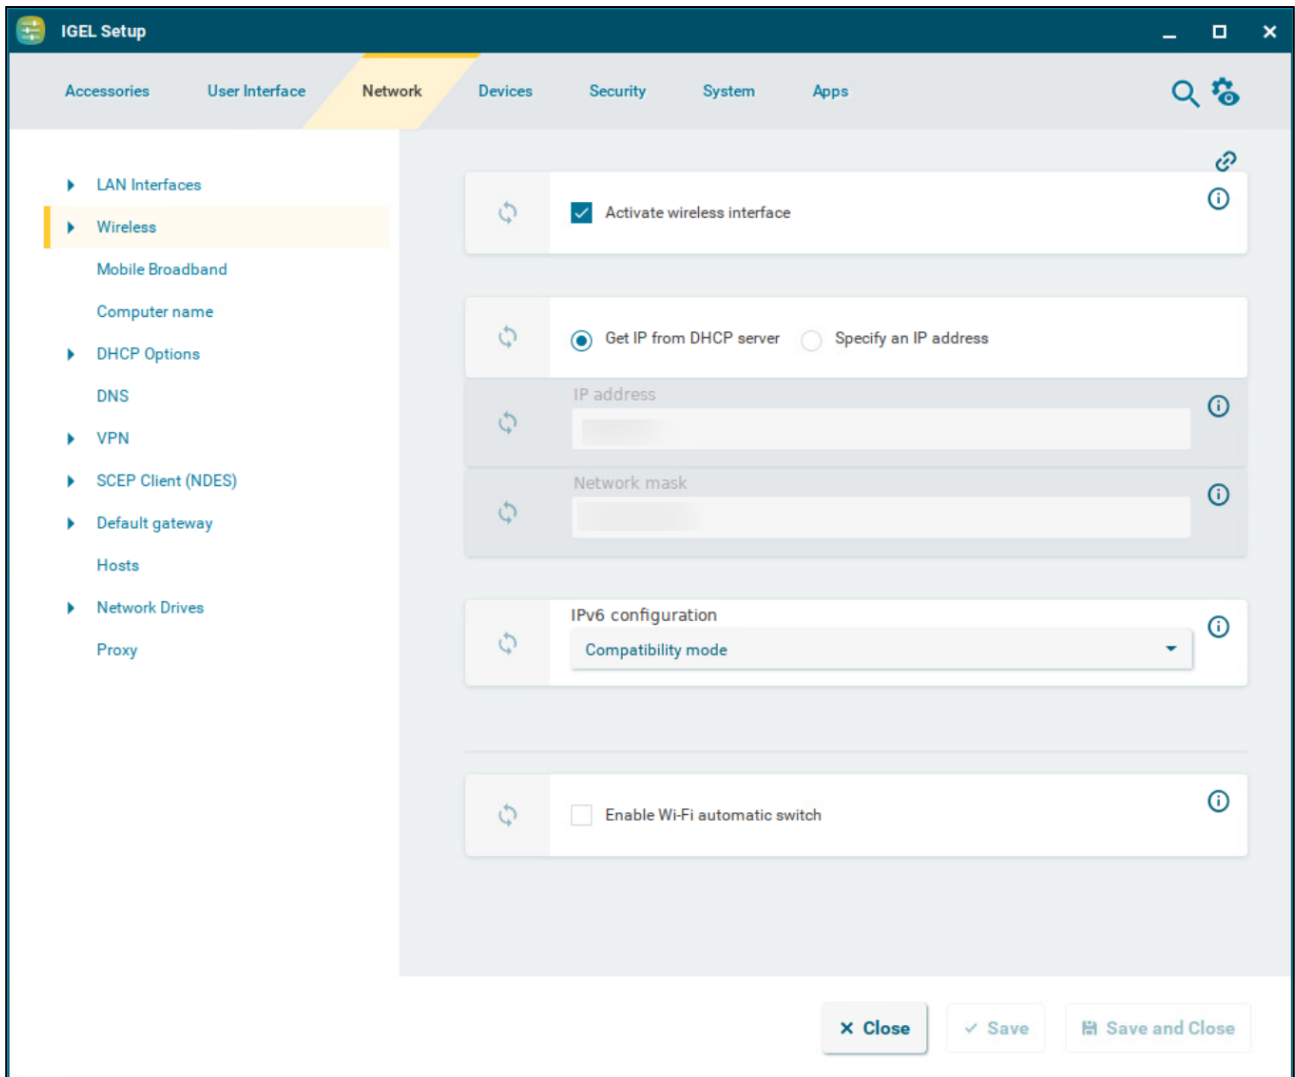 IGEL Setup
Accessories User Interface Network Devices Security System Apps
LAN Interfaces
Wireless
Mobile Broadband
Computer name
DHCP Options
DNS
VPN
SCEP Client (NDES)
Default gateway
Hosts
Network Drives
Proxy
Activate wireless interface
Get IP from DHCP server Specify an IP address
IP address
Network mask
IPv6 configuration
Compatibility mode
Enable Wi-Fi automatic switch
Close Save Save and Close